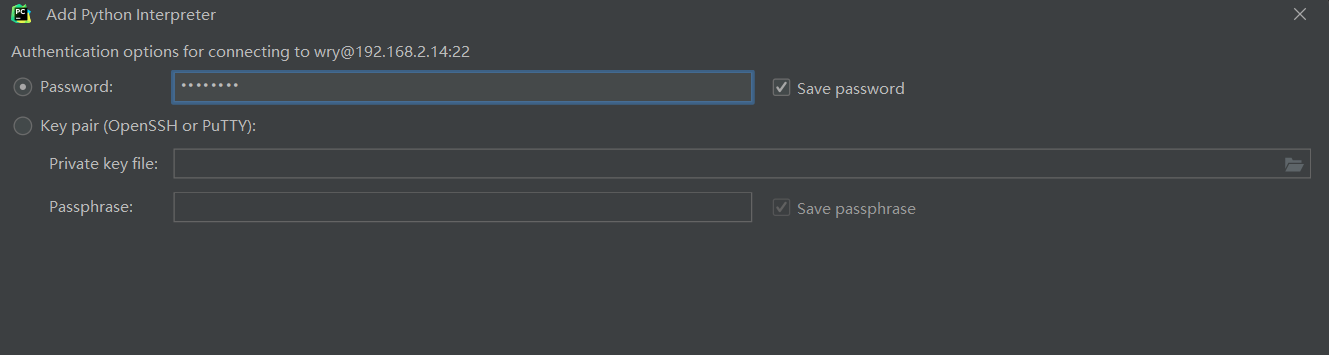 PC
Add Python Interpreter
Authentication options for connecting to wry@192.168.2.14:22
Password: •••••••• Save password
Key pair (OpenSSH or PuTTY):
Private key file:
Passphrase: Save passphrase